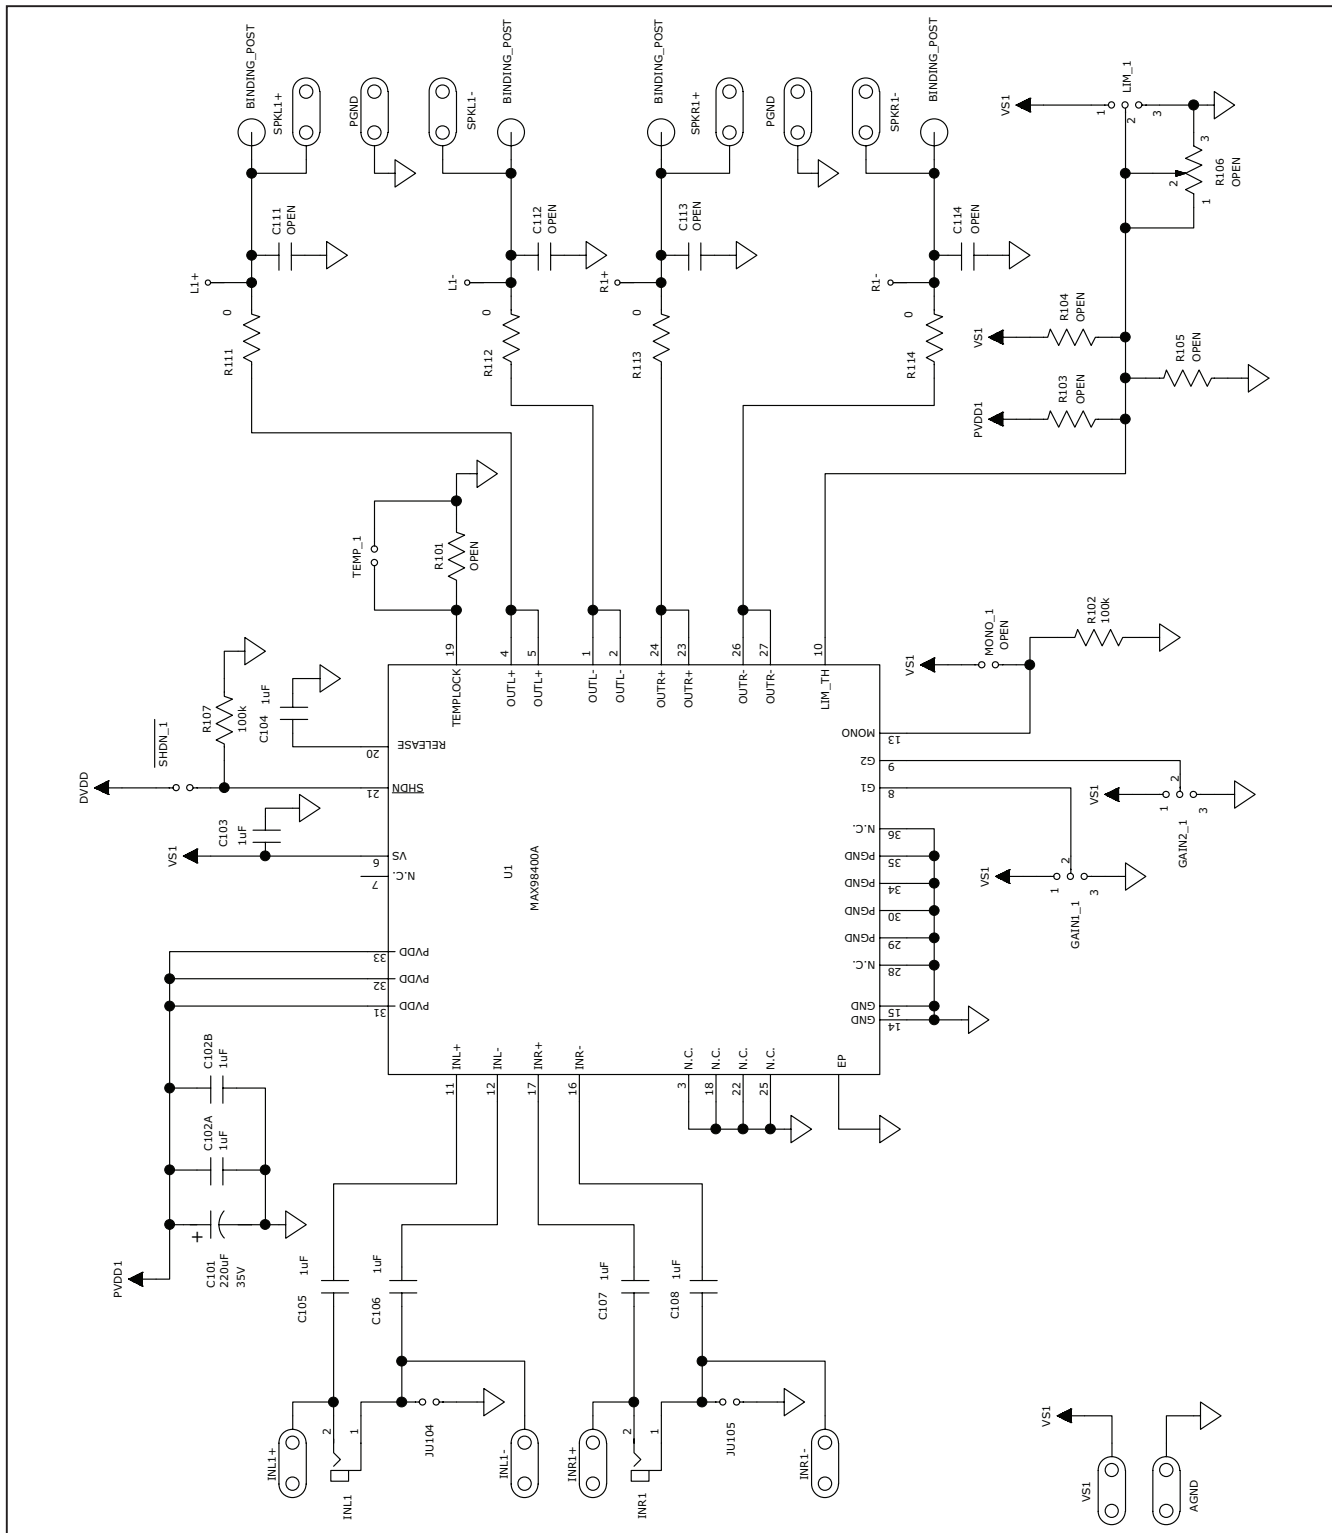 BINDING_POST
SPKL1+
PGND
SPKL1-
BINDING_POST
BINDING_POST
SPKR1+
PGND
SPKR1-
BINDING_POST
C111
OPEN
C112
OPEN
C113
OPEN
C114
OPEN
L1+
L1-
R1+
R1-
R111
0
R112
0
R113
0
R114
0
VS1
LIM_1
1
2
3
R106
OPEN
1
2
3
VS1
R104
OPEN
PVDD1
R103
OPEN
R105
OPEN
TEMP_1
R101
OPEN
SHDN_1
DVDD
R107
100k
C104
1uF
C103
1uF
VS1
MONO_1
OPEN
VS1
R102
100k
19
TEMPLOCK
4
OUTL+
5
OUTL+
1
OUTL-
2
OUTL-
24
OUTR+
23
OUTR+
26
OUTR-
27
OUTR-
10
LIM_TH
RELEASE
20
SHDN
21
VS
6
N.C.
7
PVDD
33
PVDD
32
PVDD
31
U1
MAX98400A
MONO
13
G2
9
G1
8
N.C.
36
PGND
35
PGND
34
PGND
30
PGND
29
N.C.
28
GND
15
GND
14
VS1
1
2
3
GAIN2_1
VS1
1
2
3
GAIN1_1
11
INL+
12
INL-
17
INR+
16
INR-
3
N.C.
18
N.C.
22
N.C.
25
N.C.
EP
C102B
1uF
C102A
1uF
+
C101
220uF
35V
PVDD1
C105
1uF
C106
1uF
C107
1uF
C108
1uF
INL1+
2
1
INL1
JU104
INL1-
INR1+
2
1
INR1
JU105
INR1-
VS1
VS1
AGND